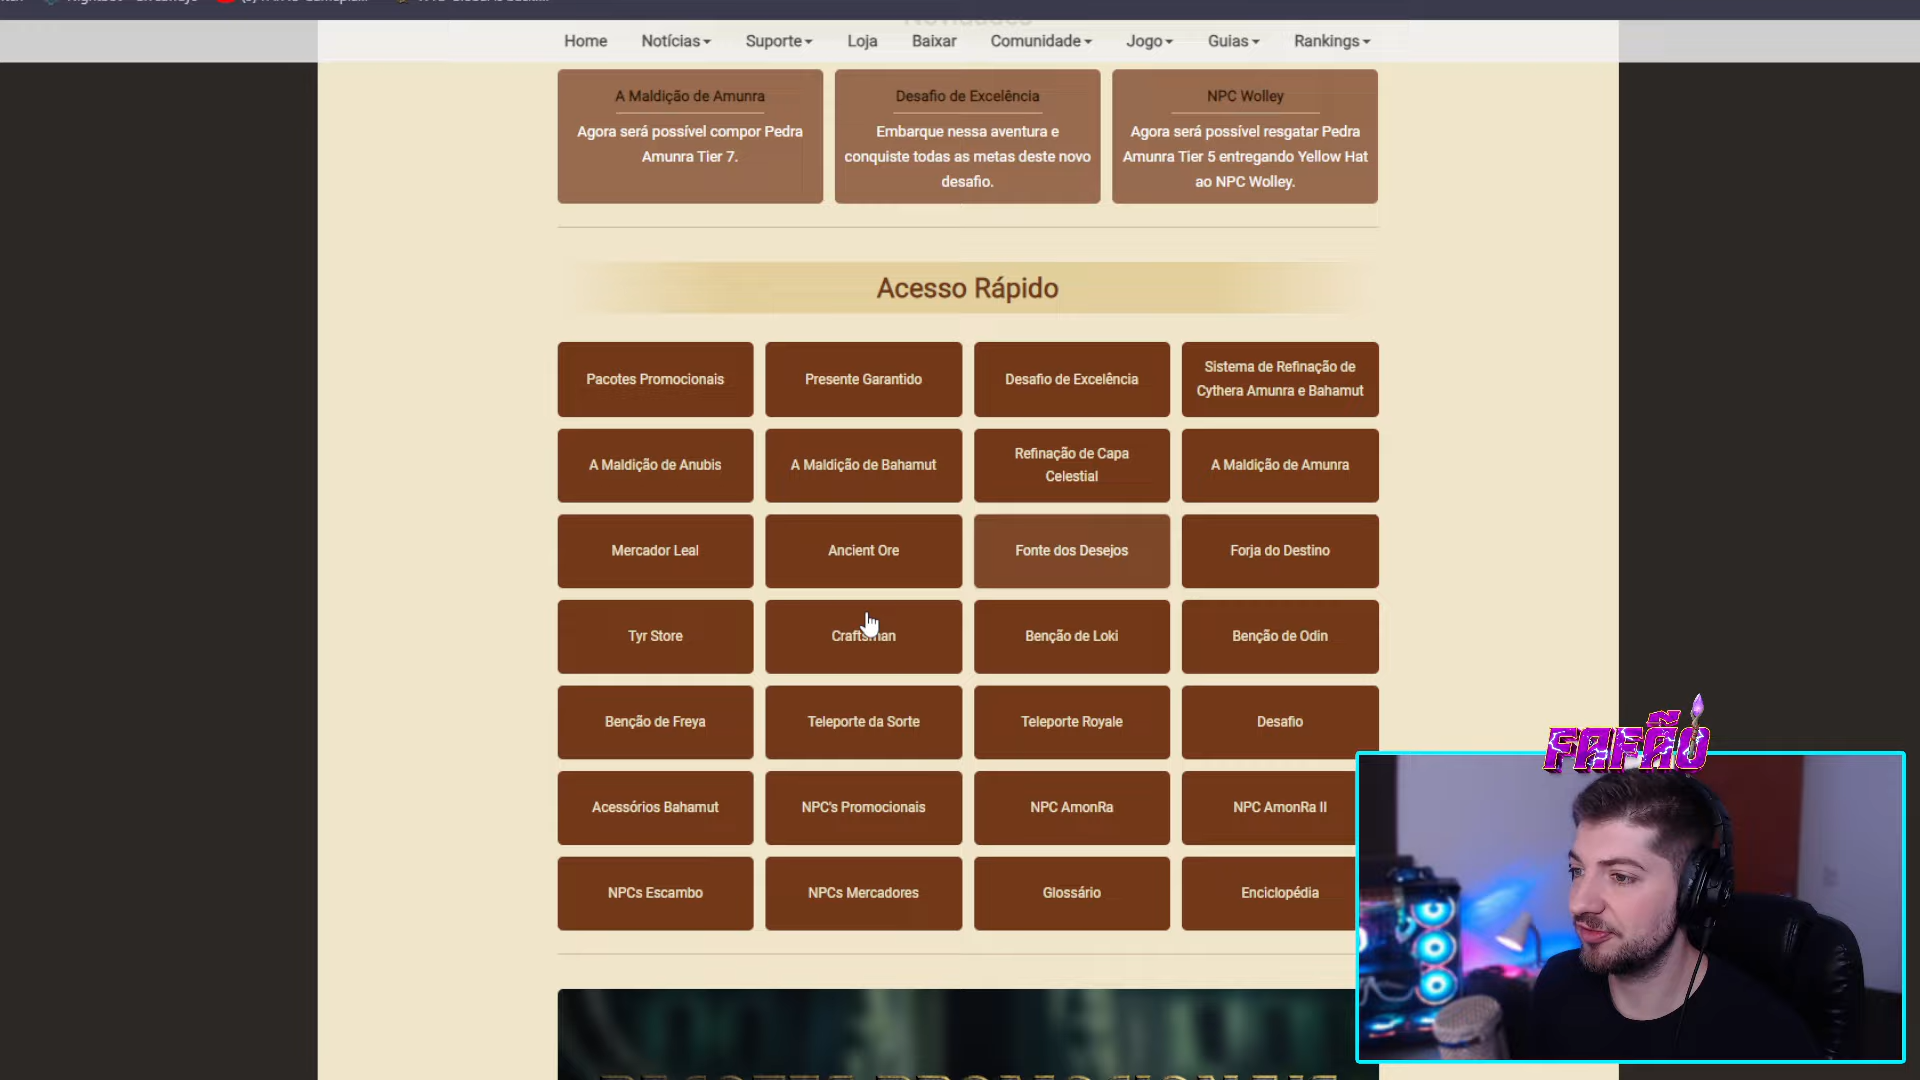 Novidades
Home Notícias Suporte Loja Baixar Comunidade Jogo Guias Rankings
A Maldição de Amunra
Agora será possível compor Pedra
Amunra Tier 7.
Desafio de Excelência
Embarque nessa aventura e
conquiste todas as metas deste novo
desafio.
NPC Wolley
Agora será possível resgatar Pedra
Amunra Tier 5 entregando Yellow Hat
ao NPC Wolley.
Acesso Rápido
Pacotes Promocionais
Presente Garantido
Desafio de Excelência
Sistema de Refinação de
Cythera Amunra e Bahamut
A Maldição de Anubis
A Maldição de Bahamut
Refinação de Capa
Celestial
A Maldição de Amunra
Mercador Leal
Ancient Ore
Fonte dos Desejos
Forja do Destino
Tyr Store
Craftsman
Benção de Loki
Benção de Odin
Benção de Freya
Teleporte da Sorte
Teleporte Royale
Desafio
Acessórios Bahamut
NPC's Promocionais
NPC AmonRa
NPC AmonRa II
NPCs Escambo
NPCs Mercadores
Glossário
Enciclopédia
FAFÃO